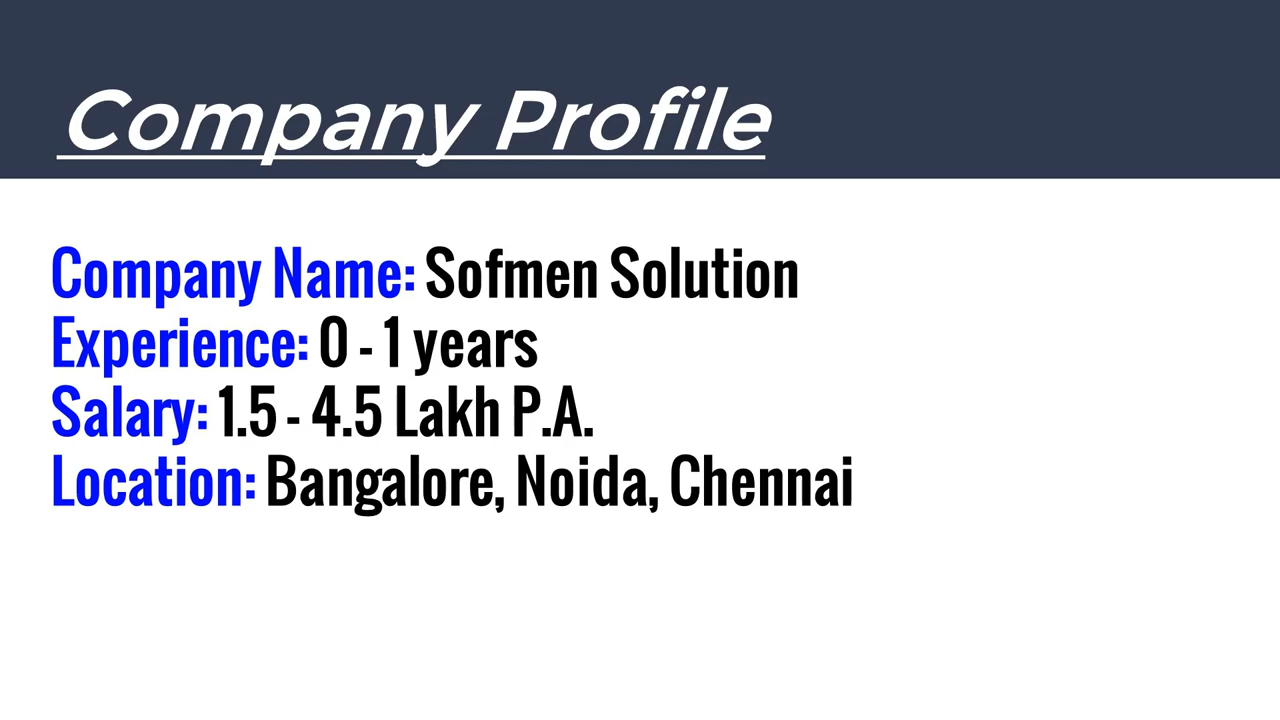 Company Profile
Company Name: Sofmen Solution
Experience: 0 - 1 years
Salary: 1.5 - 4.5 Lakh P.A.
Location: Bangalore, Noida, Chennai